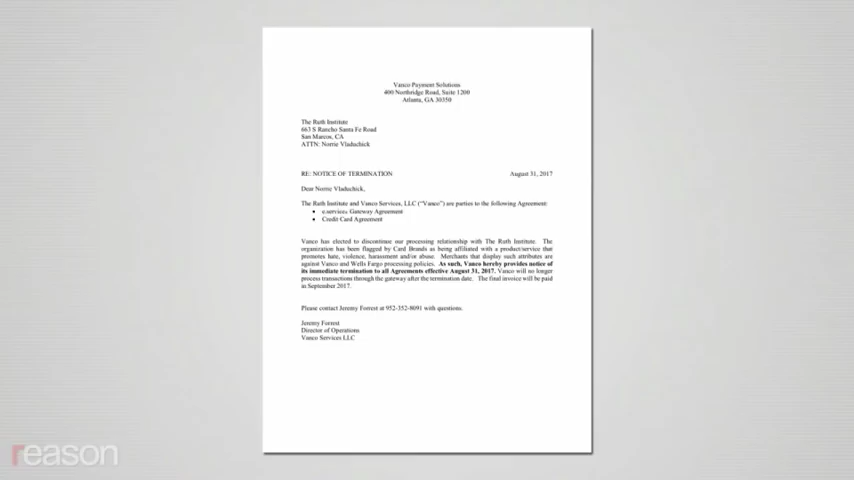 Vanco Payment Solutions
400 Northridge Road, Suite 1200
Atlanta, GA 30350
The Ruth Institute
663 S Rancho Santa Fe Road
San Marcos, CA
ATTN: Norrie Vladuchick
RE: NOTICE OF TERMINATION August 31, 2017
Dear Norrie Vladuchick,
The Ruth Institute and Vanco Services, LLC ("Vanco") are parties to the following Agreement:
• e.services Gateway Agreement
• Credit Card Agreement
Vanco has elected to discontinue our processing relationship with The Ruth Institute. The
organization has been flagged by Card Brands as being affiliated with a product/service that
promotes hate, violence, harassment and/or abuse. Merchants that display such attributes are
against Vanco and Wells Fargo processing policies. As such, Vanco hereby provides notice of
its immediate termination to all Agreements effective August 31, 2017. Vanco will no longer
process transactions through the gateway after the termination date. The final invoice will be paid
in September 2017.
Please contact Jeremy Forrest at 952-352-8091 with questions.
Jeremy Forrest
Director of Operations
Vanco Services LLC
reason